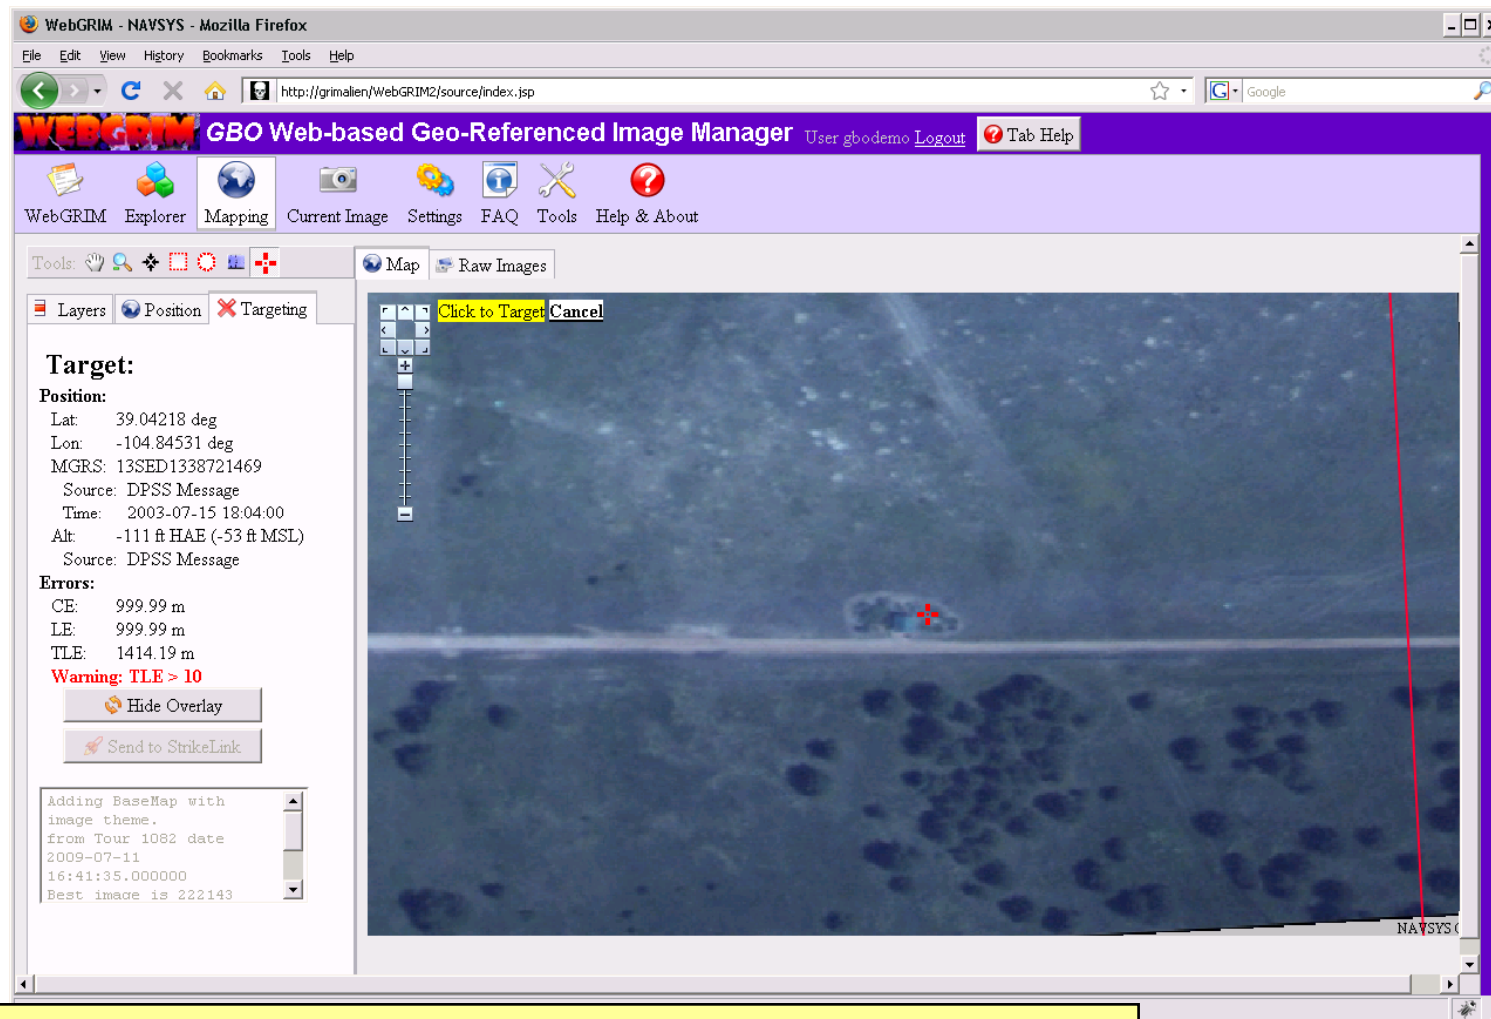 WebGRIM - NAVSYS - Mozilla Firefox
File Edit View History Bookmarks Tools Help
http://grimalien/WebGRIM2/source/index.jsp
G Google
WEBGRIM GBO Web-based Geo-Referenced Image Manager User gbodemo Logout Tab Help
WebGRIM Explorer Mapping Current Image Settings FAQ Tools Help & About
Tools:
Map Raw Images
Layers Position Targeting
Click to Target Cancel
Target:
Position:
Lat: 39.04218 deg
Lon: -104.84531 deg
MGRS: 13SED1338721469
Source: DPSS Message
Time: 2003-07-15 18:04:00
Alt: -111 ft HAE (-53 ft MSL)
Source: DPSS Message
Errors:
CE: 999.99 m
LE: 999.99 m
TLE: 1414.19 m
Warning: TLE > 10
Hide Overlay
Send to StrikeLink
Adding BaseMap with
image theme.
from Tour 1082 date
2009-07-11
16:41:35.000000
Best image is 222143
NAVSYS